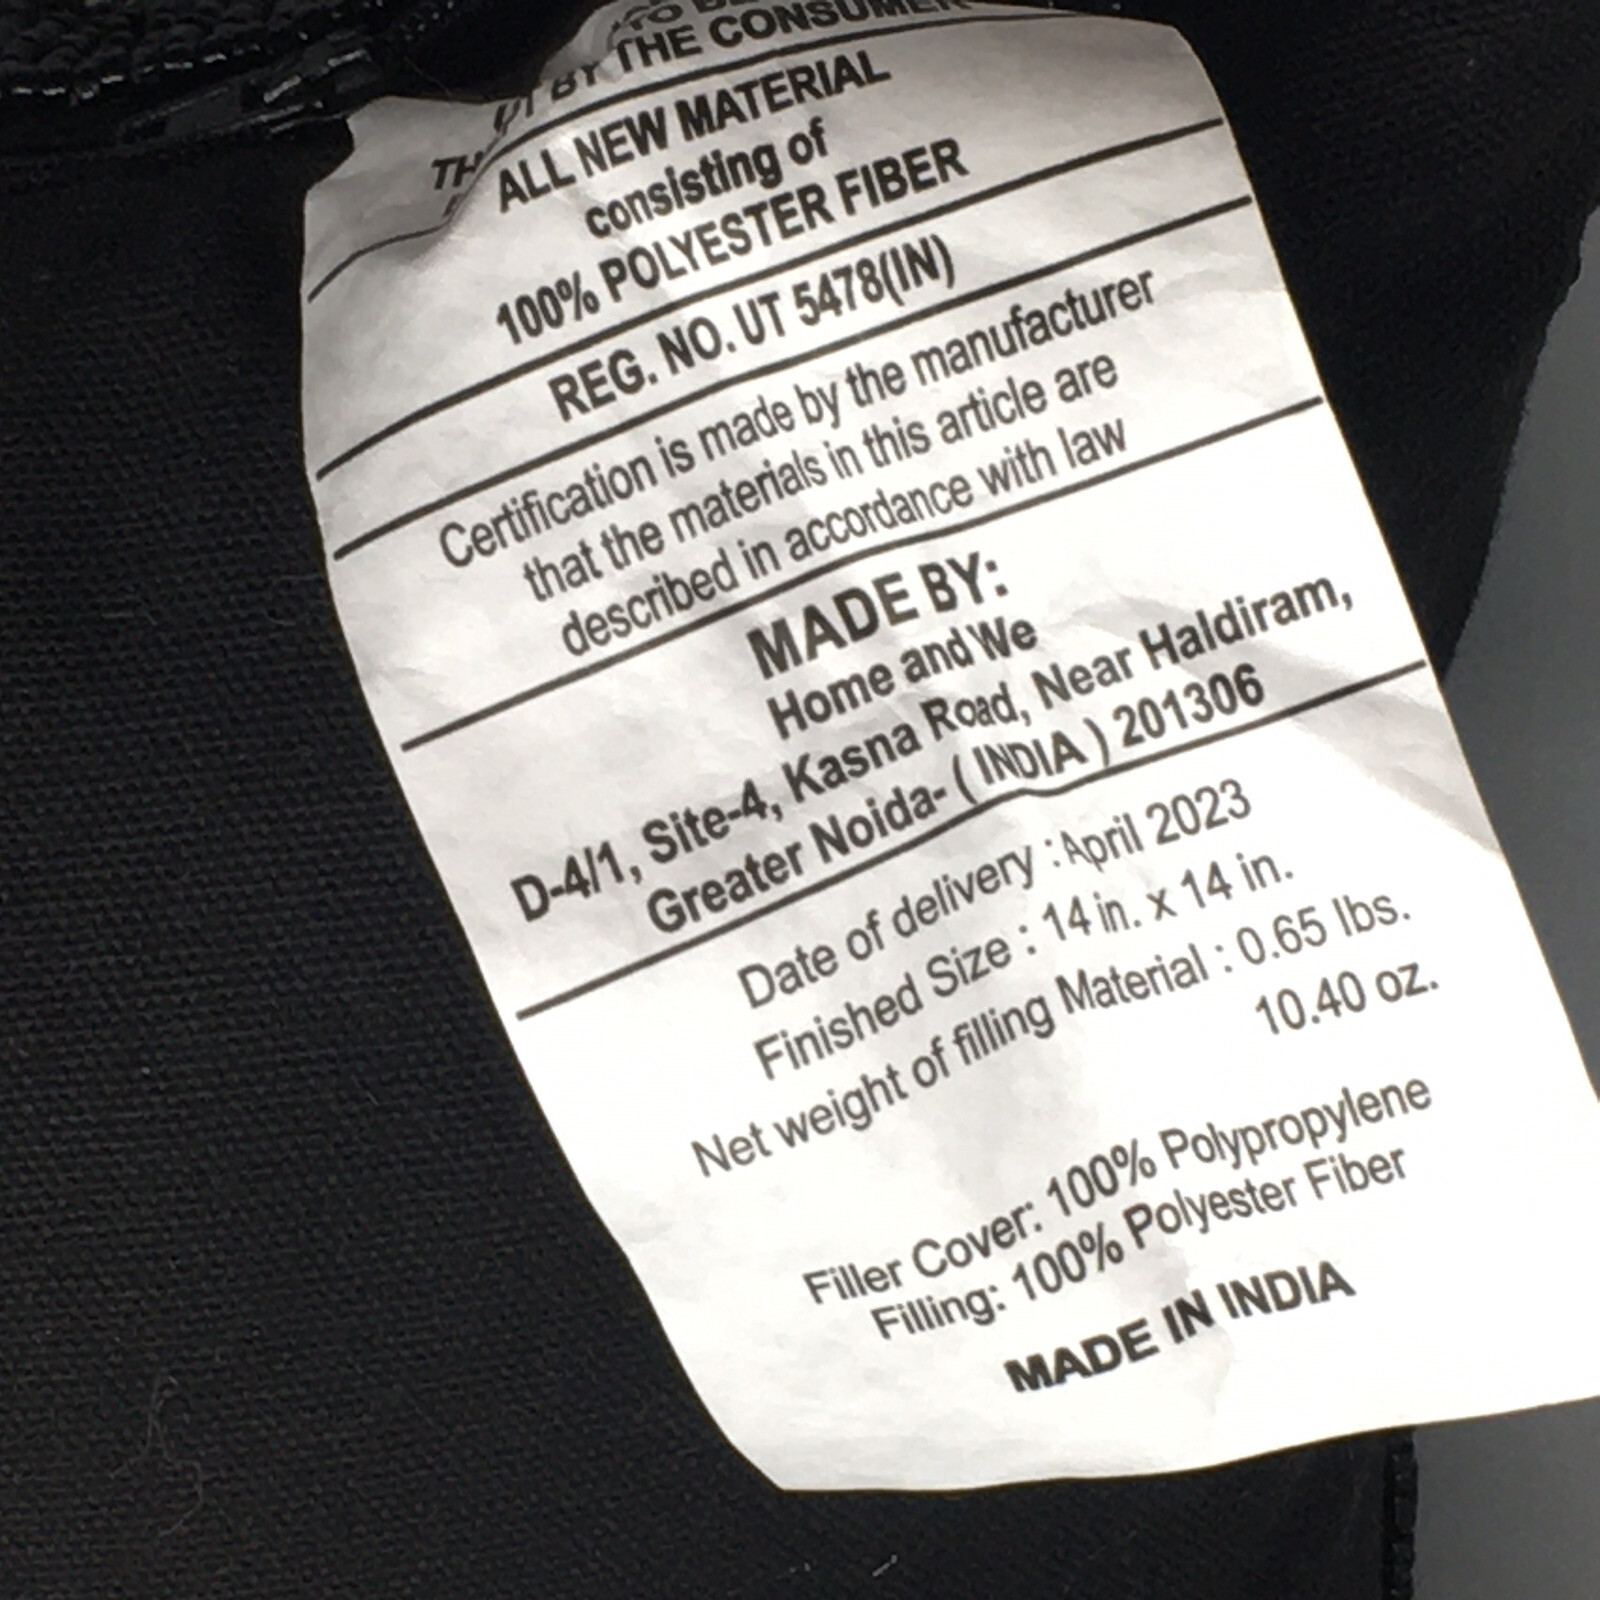 TO BE
BY THE CONSUMER
ALL NEW MATERIAL
consisting of
100% POLYESTER FIBER
REG. NO. UT 5478(IN)
Certification is made by the manufacturer
that the materials in this article are
described in accordance with law
MADE BY:
Home and We
D-4/1, Site-4, Kasna Road, Near Haldiram,
Greater Noida- ( INDIA ) 201306
Date of delivery : April 2023
Finished Size : 14 in. x 14 in.
Net weight of filling Material : 0.65 lbs.
10.40 oz.
Filler Cover: 100% Polypropylene
Filling: 100% Polyester Fiber
MADE IN INDIA